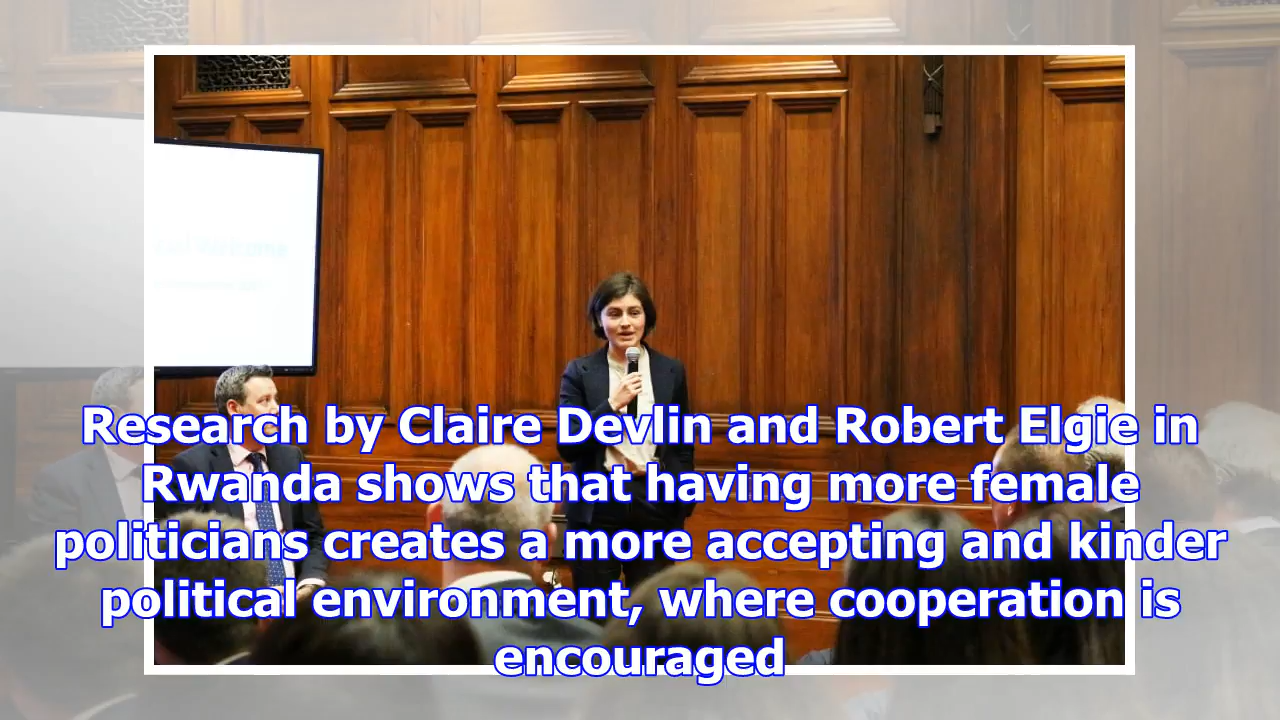 Research by Claire Devlin and Robert Elgie in
Rwanda shows that having more female
politicians creates a more accepting and kinder
political environment, where cooperation is
encouraged